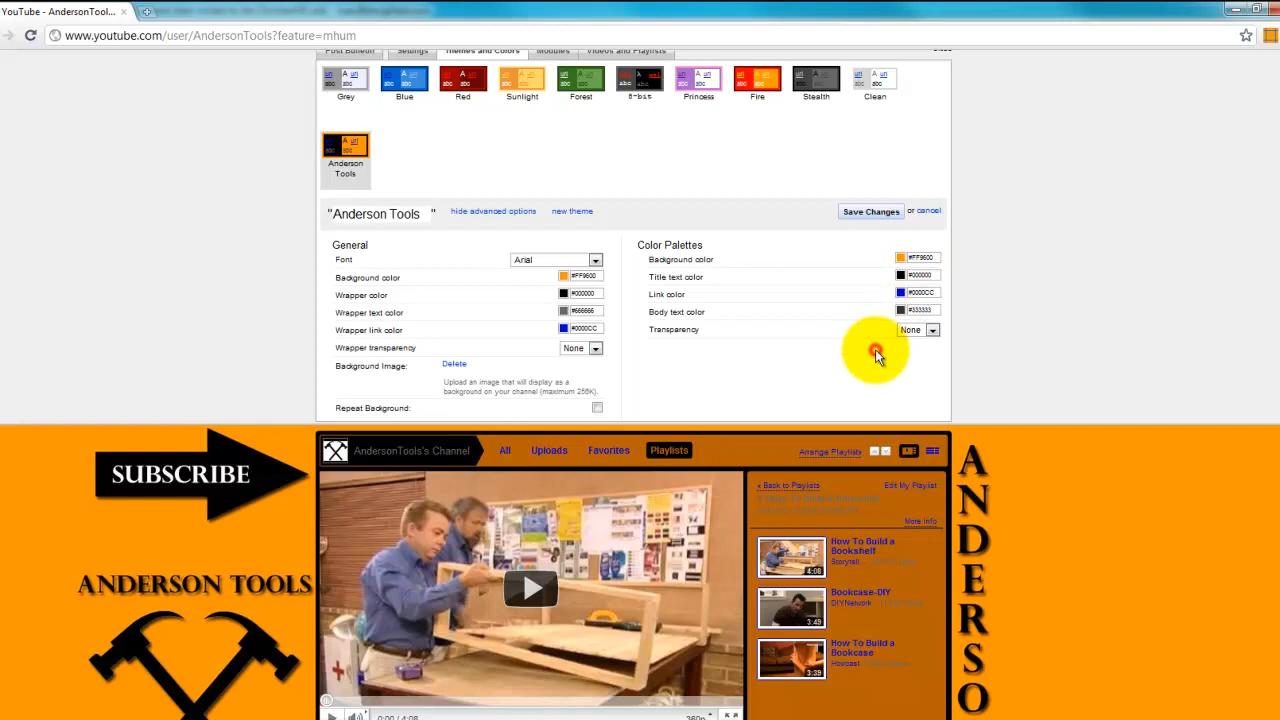 YouTube - AndersonTool...
www.youtube.com/user/AndersonTools?feature=mhum
Post Bulletin Settings Themes and Colors Modules Videos and Playlists close
Grey Blue Red Sunlight Forest 8-bit Princess Fire Stealth Clean
Anderson
Tools
"Anderson Tools " hide advanced options new theme Save Changes or cancel
General
Font Arial
Background color #FF9600
Wrapper color #000000
Wrapper text color #666666
Wrapper link color #0000CC
Wrapper transparency None
Background Image: Delete
Upload an image that will display as a
background on your channel (maximum 256K).
Repeat Background:
Color Palettes
Background color #FF9600
Title text color #000000
Link color #0000CC
Body text color #333333
Transparency None
SUBSCRIBE
ANDERSON TOOLS
AndersonTools's Channel All Uploads Favorites Playlists Arrange Playlists
« Back to Playlists Edit My Playlist
More info
How To Build a
Bookshelf
4:08
Bookcase-DIY
DIYNetwork
3:49
How To Build a
Bookcase
Howcast
3:39
0:00 / 4:08 360p
A
N
D
E
R
S
O